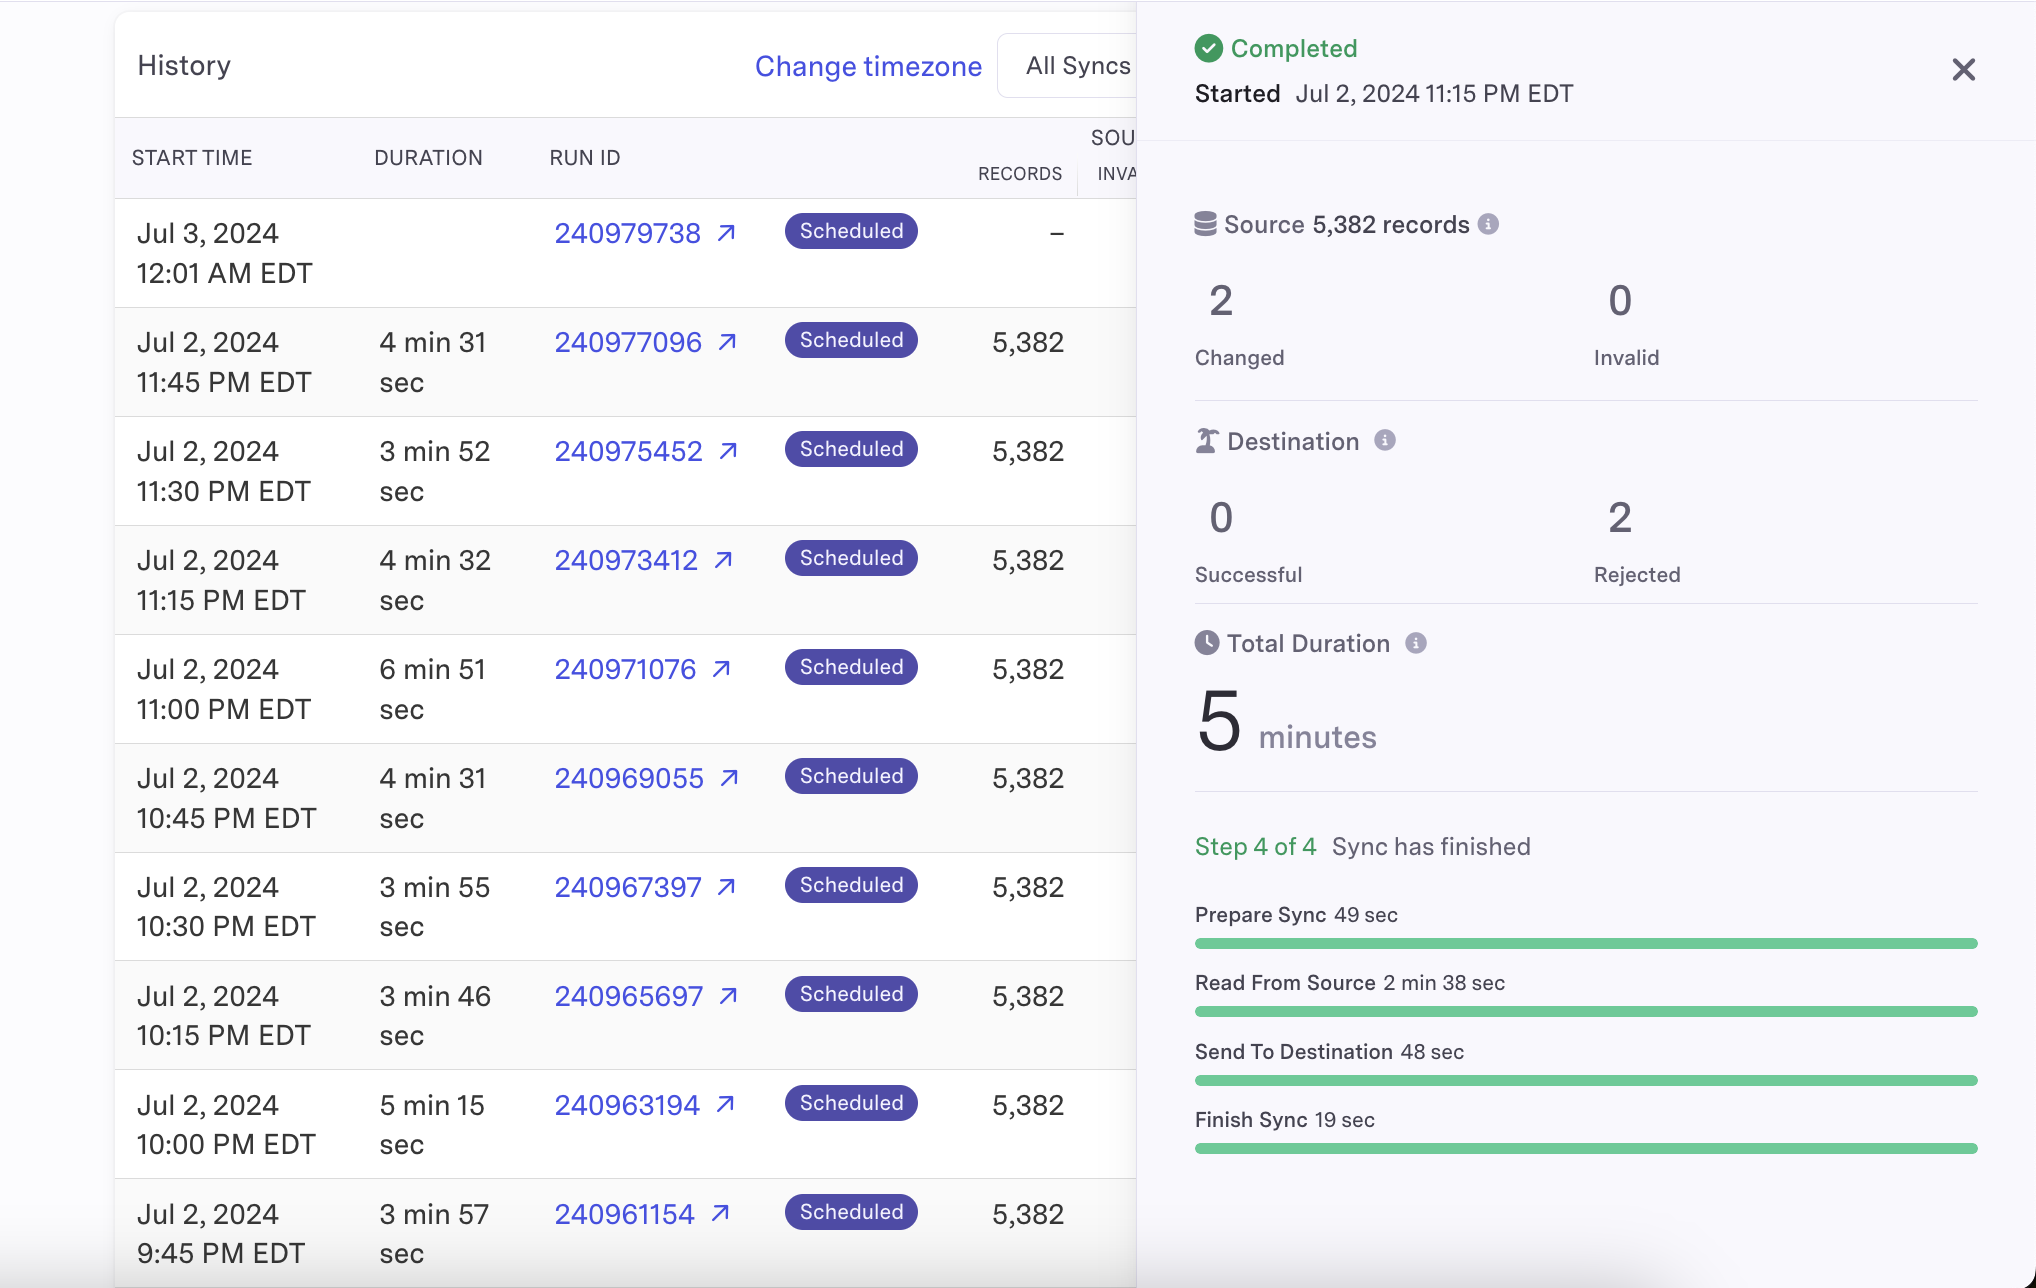 History
Change timezone
All Syncs
START TIME
DURATION
RUN ID
SOU
RECORDS
INVA
Jul 3, 2024
12:01 AM EDT
240979738
Scheduled
–
Jul 2, 2024
11:45 PM EDT
4 min 31
sec
240977096
Scheduled
5,382
Jul 2, 2024
11:30 PM EDT
3 min 52
sec
240975452
Scheduled
5,382
Jul 2, 2024
11:15 PM EDT
4 min 32
sec
240973412
Scheduled
5,382
Jul 2, 2024
11:00 PM EDT
6 min 51
sec
240971076
Scheduled
5,382
Jul 2, 2024
10:45 PM EDT
4 min 31
sec
240969055
Scheduled
5,382
Jul 2, 2024
10:30 PM EDT
3 min 55
sec
240967397
Scheduled
5,382
Jul 2, 2024
10:15 PM EDT
3 min 46
sec
240965697
Scheduled
5,382
Jul 2, 2024
10:00 PM EDT
5 min 15
sec
240963194
Scheduled
5,382
Jul 2, 2024
9:45 PM EDT
3 min 57
sec
240961154
Scheduled
5,382
Completed
Started Jul 2, 2024 11:15 PM EDT
Source 5,382 records
2
Changed
0
Invalid
Destination
0
Successful
2
Rejected
Total Duration
5 minutes
Step 4 of 4 Sync has finished
Prepare Sync 49 sec
Read From Source 2 min 38 sec
Send To Destination 48 sec
Finish Sync 19 sec